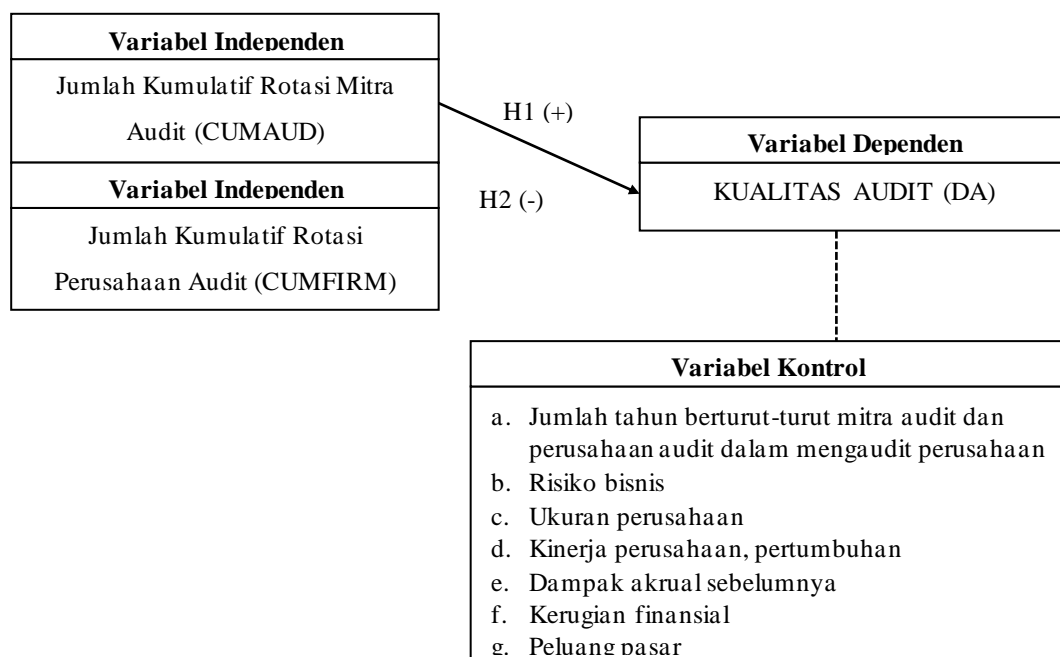 Variabel Independen
Jumlah Kumulatif Rotasi Mitra
Audit (CUMAUD)
Variabel Independen
Jumlah Kumulatif Rotasi
Perusahaan Audit (CUMFIRM)
H1 (+)
H2 (-)
Variabel Dependen
KUALITAS AUDIT (DA)
Variabel Kontrol
a. Jumlah tahun berturut-turut mitra audit dan
perusahaan audit dalam mengaudit perusahaan
b. Risiko bisnis
c. Ukuran perusahaan
d. Kinerja perusahaan, pertumbuhan
e. Dampak akrual sebelumnya
f. Kerugian finansial
g. Peluang pasar